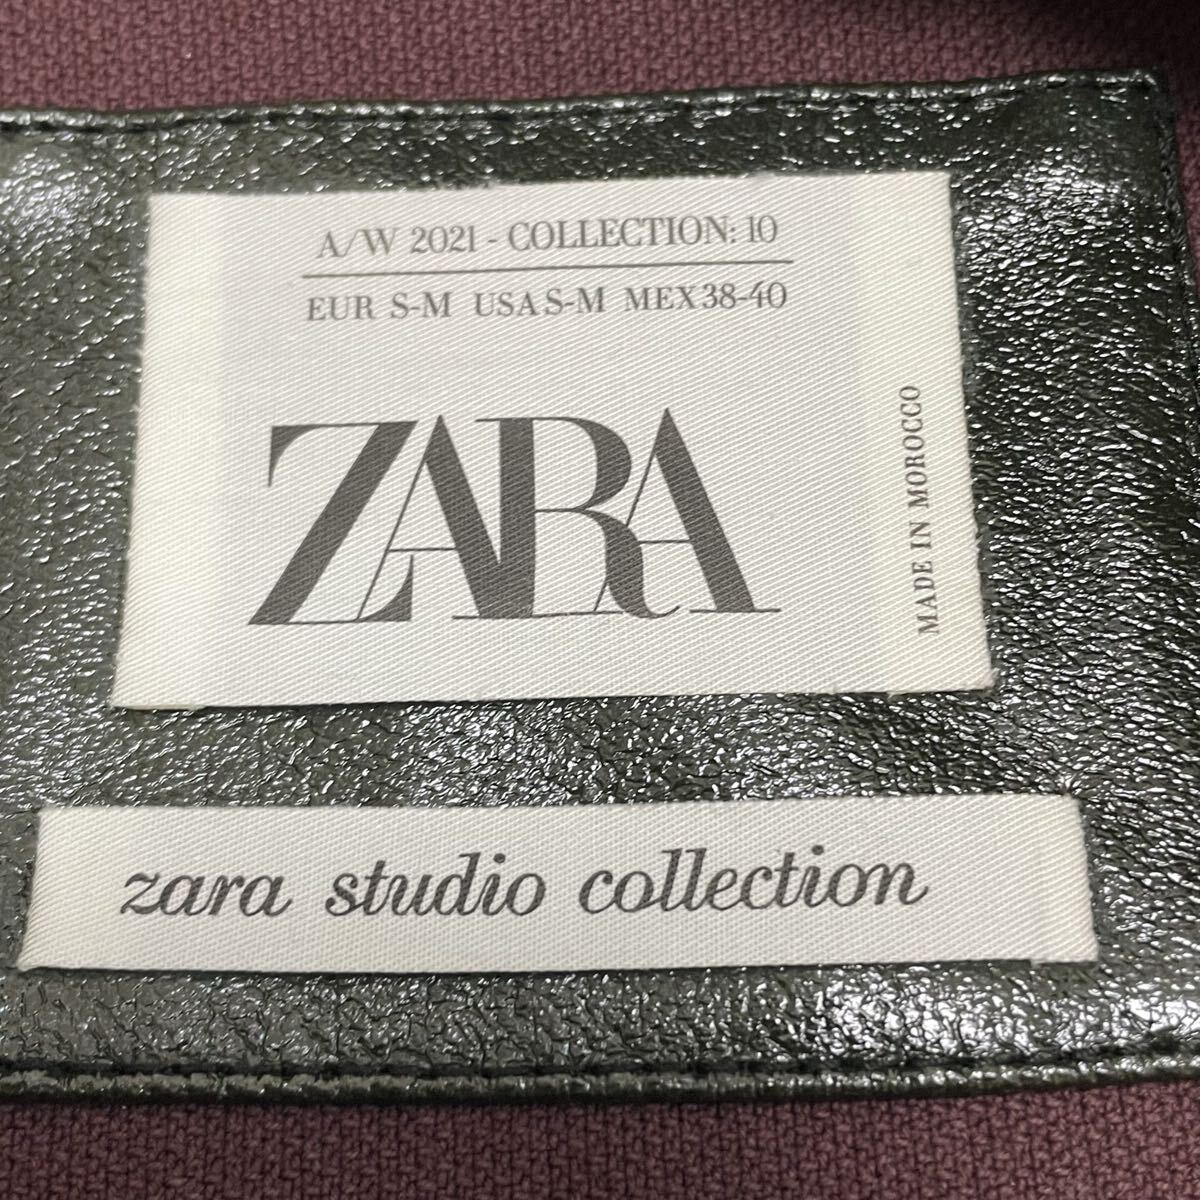 A/W 2021 - COLLECTION: 10
EUR S-M USA S-M MEX 38-40
ZARA
MADE IN MOROCCO
zara studio collection